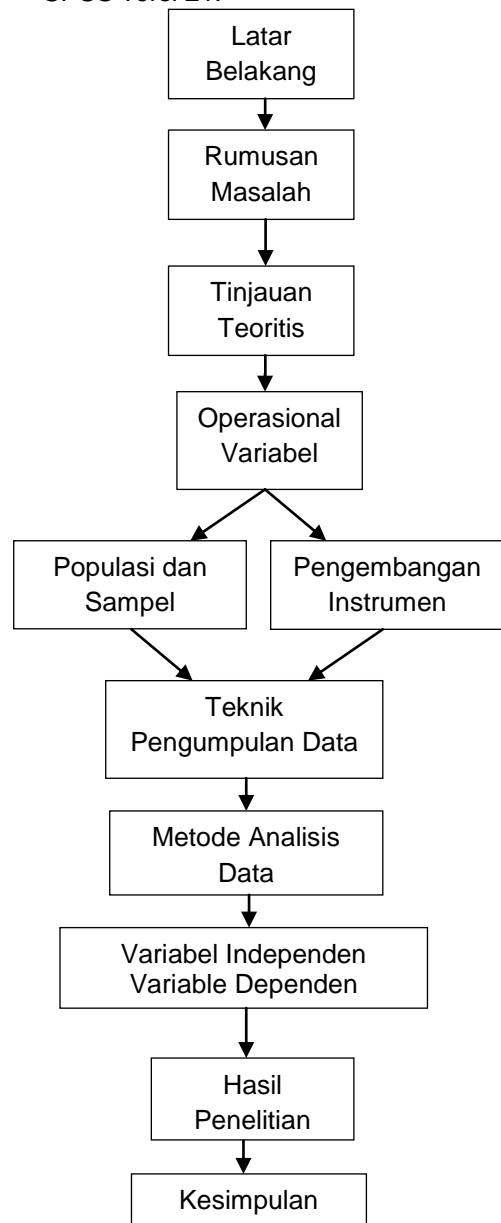 Latar
Belakang
Rumusan
Masalah
Tinjauan
Teoritis
Operasional
Variabel
Populasi dan
Sampel
Pengembangan
Instrumen
Teknik
Pengumpulan Data
Metode Analisis
Data
Variabel Independen
Variable Dependen
Hasil
Penelitian
Kesimpulan